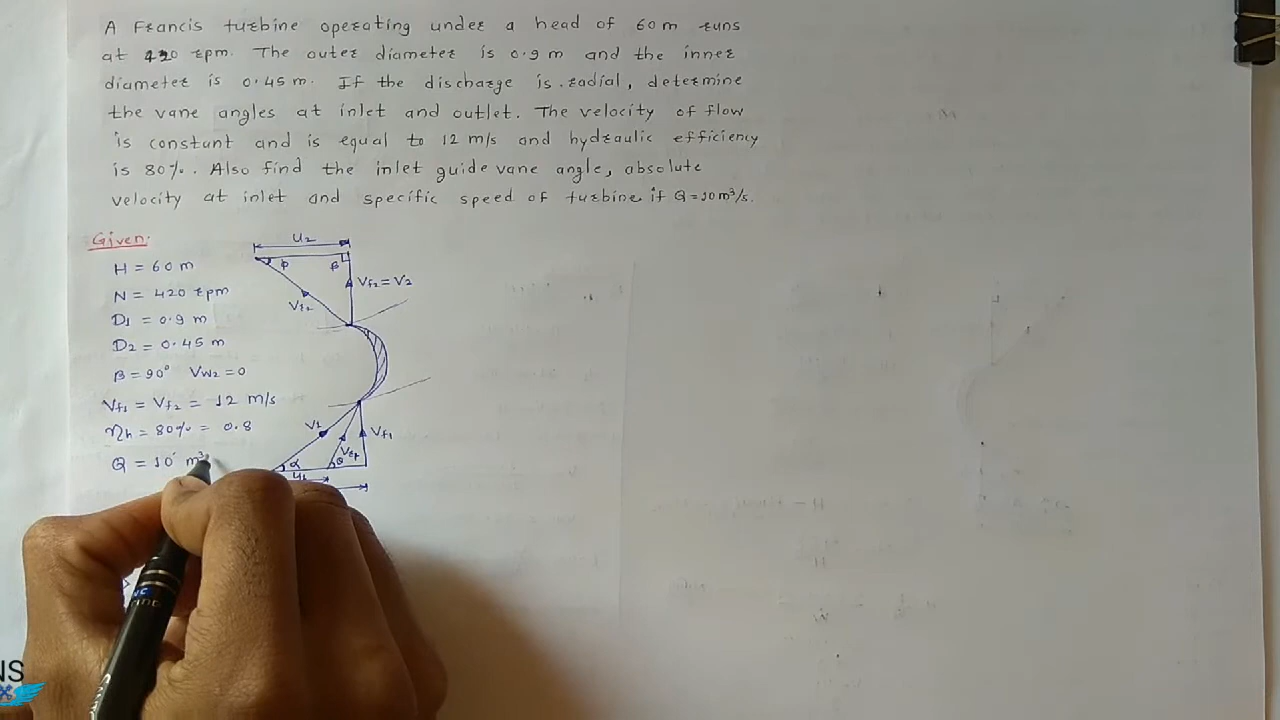 A Francis turbine operating under a head of 60 m runs
at 420 rpm. The outer diameter is 0.9 m and the inner
diameter is 0.45 m. If the discharge is radial, determine
the vane angles at inlet and outlet. The velocity of flow
is constant and is equal to 12 m/s and hydraulic efficiency
is 80%. Also find the inlet guide vane angle, absolute
velocity at inlet and specific speed of turbine if Q=10m³/s.
Given:
H = 60 m
N = 420 rpm
D1 = 0.9 m
D2 = 0.45 m
β = 90° Vw2 = 0
Vf1 = Vf2 = 12 m/s
ηh = 80% = 0.8
Q = 10 m³
U2
φ β
Vf2 = V2
Vr2
V1 Vf1
Vr1
α θ
U1
NS